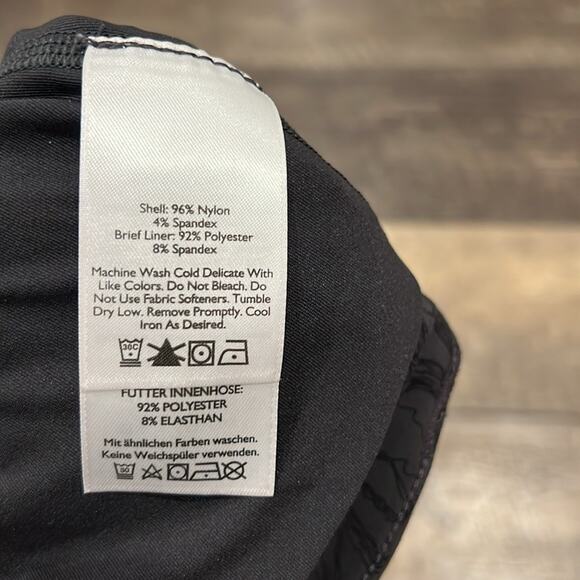 Shell: 96% Nylon
4% Spandex
Brief Liner: 92% Polyester
8% Spandex
Machine Wash Cold Delicate With
Like Colors. Do Not Bleach. Do
Not Use Fabric Softeners. Tumble
Dry Low. Remove Promptly. Cool
Iron As Desired.
30C
FUTTER INNENHOSE:
92% POLYESTER
8% ELASTHAN
Mit ähnlichen Farben waschen.
Keine Weichspüler verwenden.
30